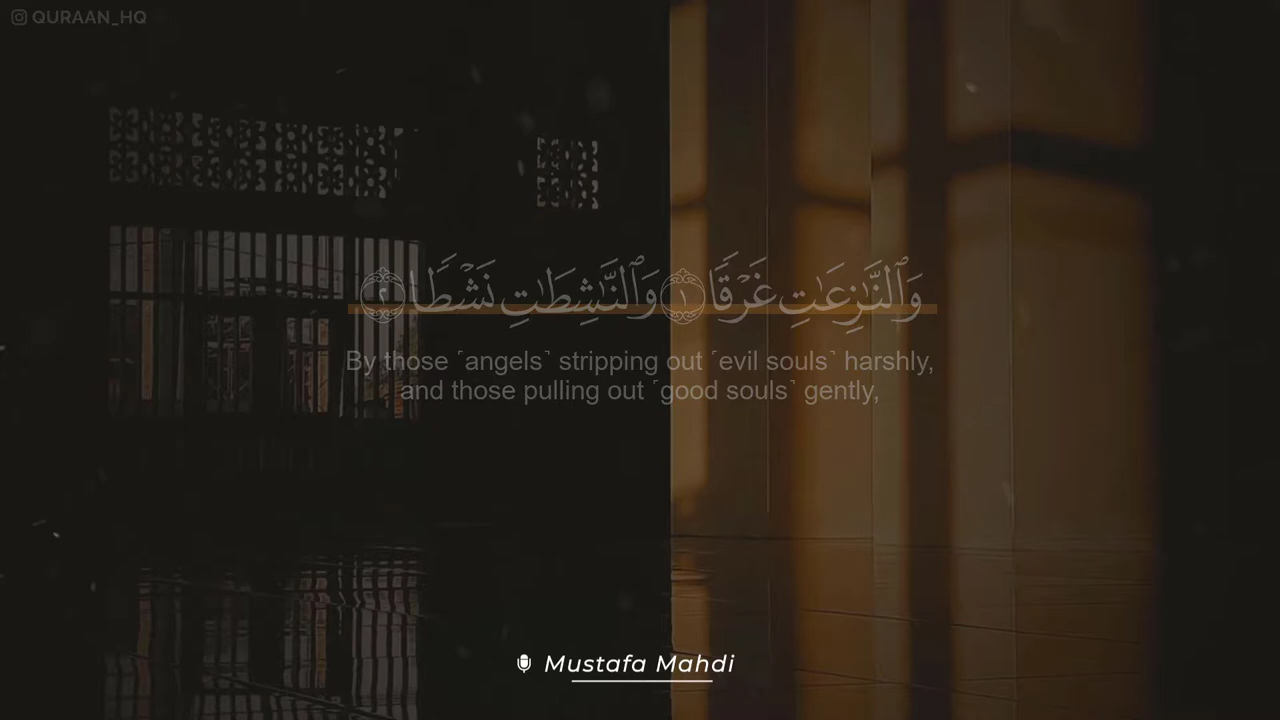 QURAAN_HQ
وَٱلنَّـٰزِعَـٰتِ غَرْقًا ١ وَٱلنَّـٰشِطَـٰتِ نَشْطًا ٢
By those ˹angels˺ stripping out ˹evil souls˺ harshly,
and those pulling out ˹good souls˺ gently,
Mustafa Mahdi